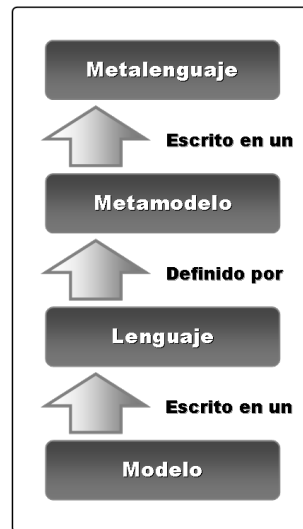 Metalenguaje
Escrito en un
Metamodelo
Definido por
Lenguaje
Escrito en un
Modelo